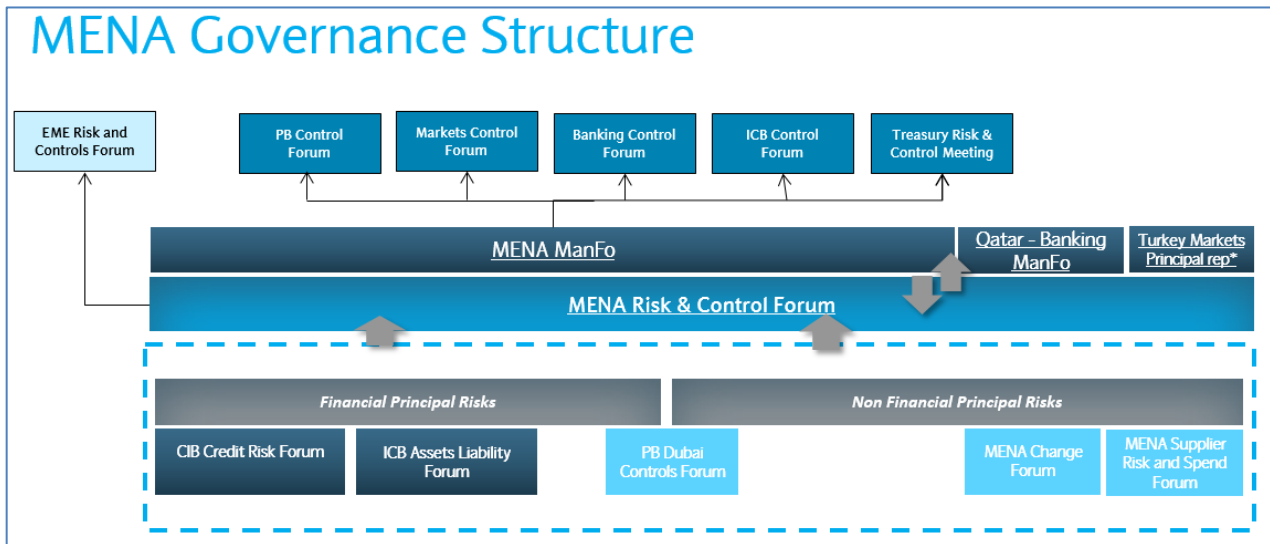 MENA Governance Structure
EME Risk and
Controls Forum
PB Control
Forum
Markets Control
Forum
Banking Control
Forum
ICB Control
Forum
Treasury Risk &
Control Meeting
MENA ManFo
Qatar - Banking
ManFo
Turkey Markets
Principal rep*
MENA Risk & Control Forum
Financial Principal Risks
Non Financial Principal Risks
CIB Credit Risk Forum
ICB Assets Liability
Forum
PB Dubai
Controls Forum
MENA Change
Forum
MENA Supplier
Risk and Spend
Forum